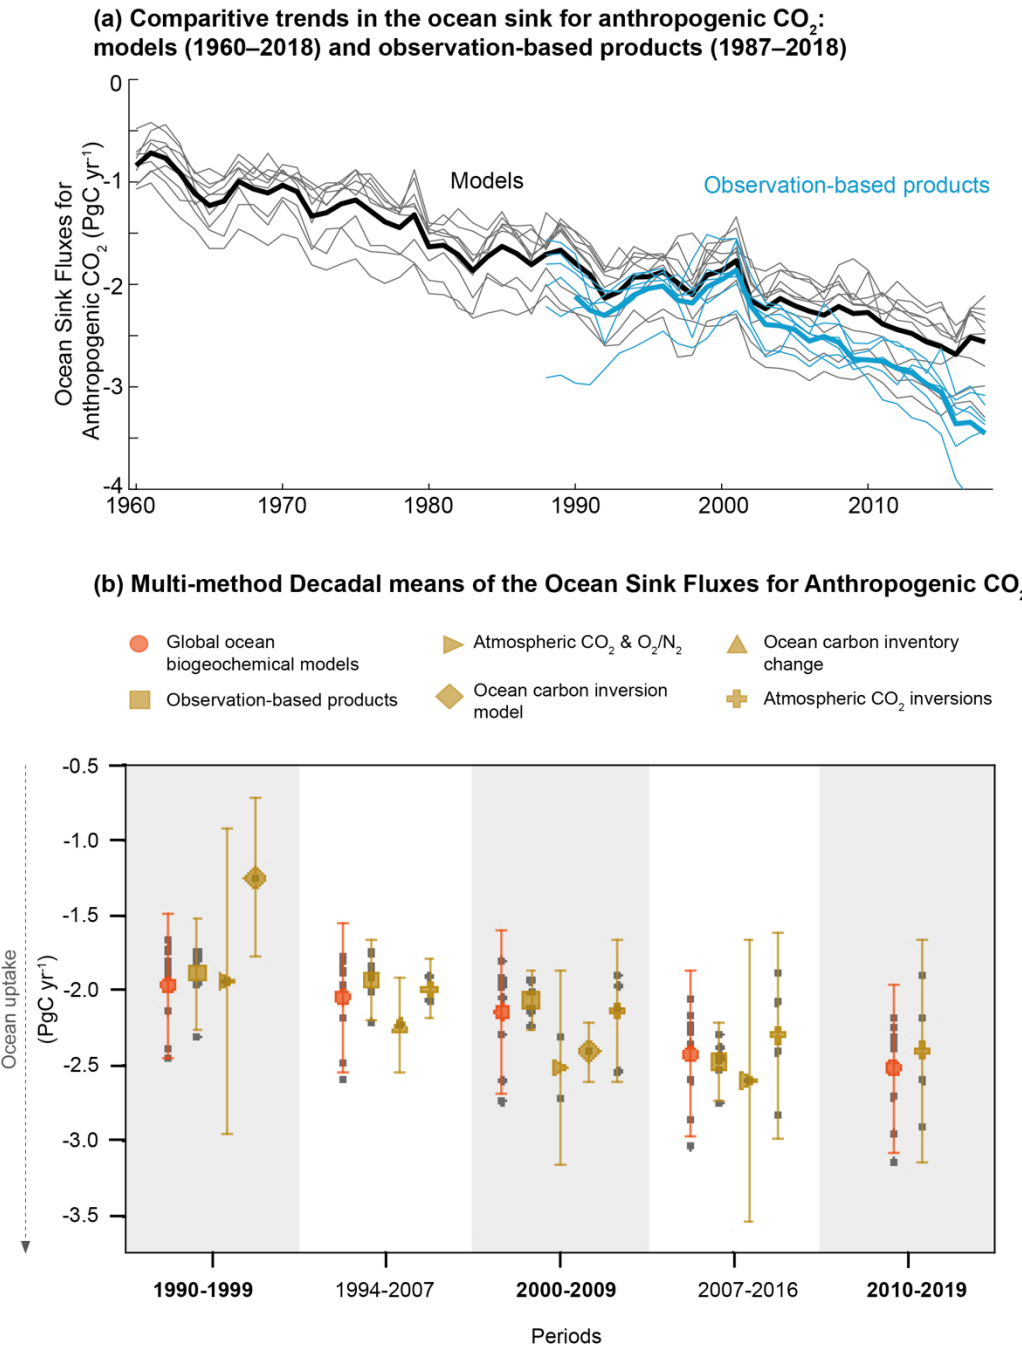 (a) Comparitive trends in the ocean sink for anthropogenic CO2:
models (1960–2018) and observation-based products (1987–2018)
0
-1
-2
-3
-4
Ocean Sink Fluxes for
Anthropogenic CO2 (PgC yr-1)
Models
Observation-based products
1960
1970
1980
1990
2000
2010
(b) Multi-method Decadal means of the Ocean Sink Fluxes for Anthropogenic CO2
Global ocean
biogeochemical models
Observation-based products
Atmospheric CO2 & O2/N2
Ocean carbon inversion
model
Ocean carbon inventory
change
Atmospheric CO2 inversions
Ocean uptake
(PgC yr-1)
-0.5
-1.0
-1.5
-2.0
-2.5
-3.0
-3.5
1990-1999
1994-2007
2000-2009
2007-2016
2010-2019
Periods